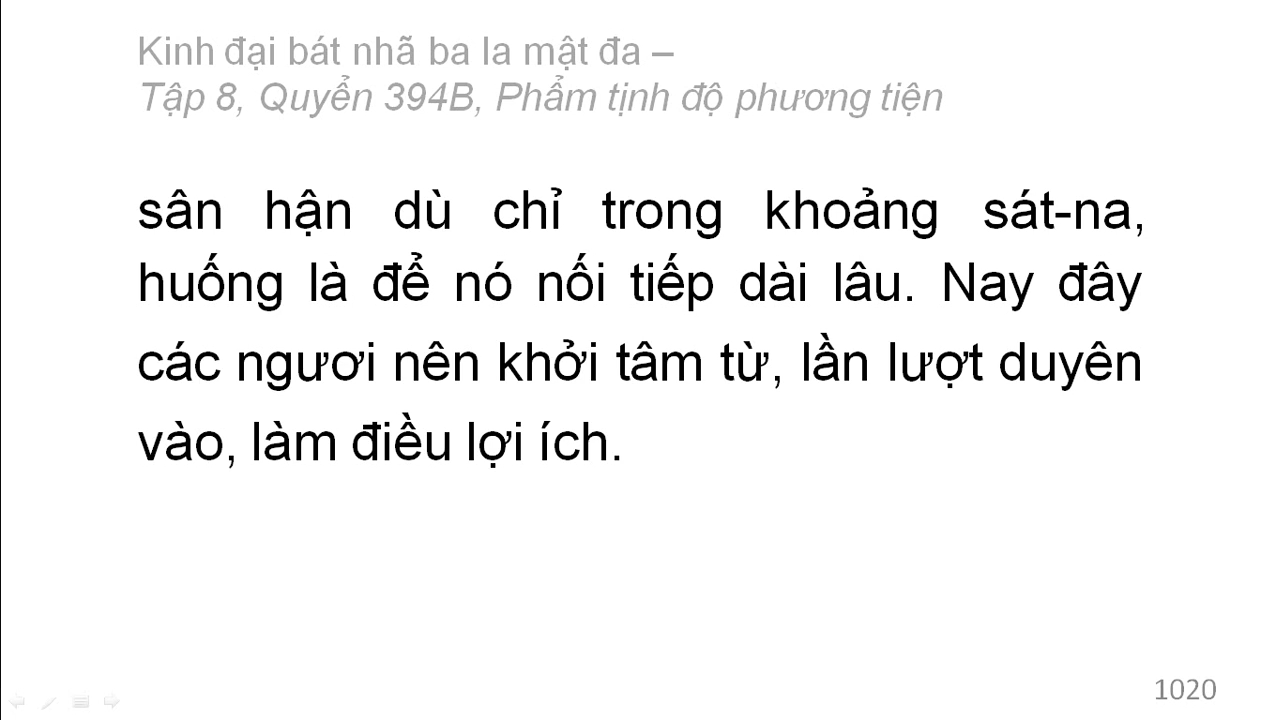 Kinh đại bát nhã ba la mật đa –
Tập 8, Quyển 394B, Phẩm tịnh độ phương tiện
sân hận dù chỉ trong khoảng sát-na,
huống là để nó nối tiếp dài lâu. Nay đây
các ngươi nên khởi tâm từ, lần lượt duyên
vào, làm điều lợi ích.
1020